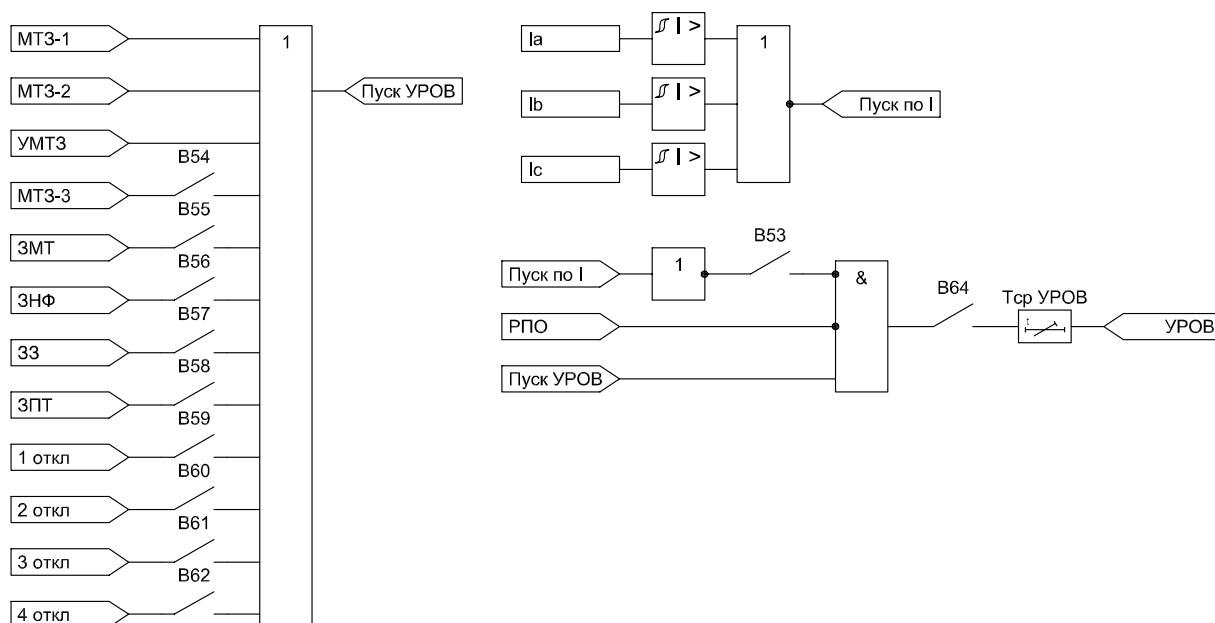 МТЗ-1
МТЗ-2
УМТЗ
МТЗ-3
ЗМТ
ЗНФ
ЗЗ
ЗПТ
1 откл
2 откл
3 откл
4 откл
В54
В55
В56
В57
В58
В59
В60
В61
В62
1
Пуск УРОВ
Ia
Ib
Ic
I >
I >
I >
1
Пуск по I
Пуск по I
РПО
Пуск УРОВ
1
В53
&
В64
Тср УРОВ
t
УРОВ